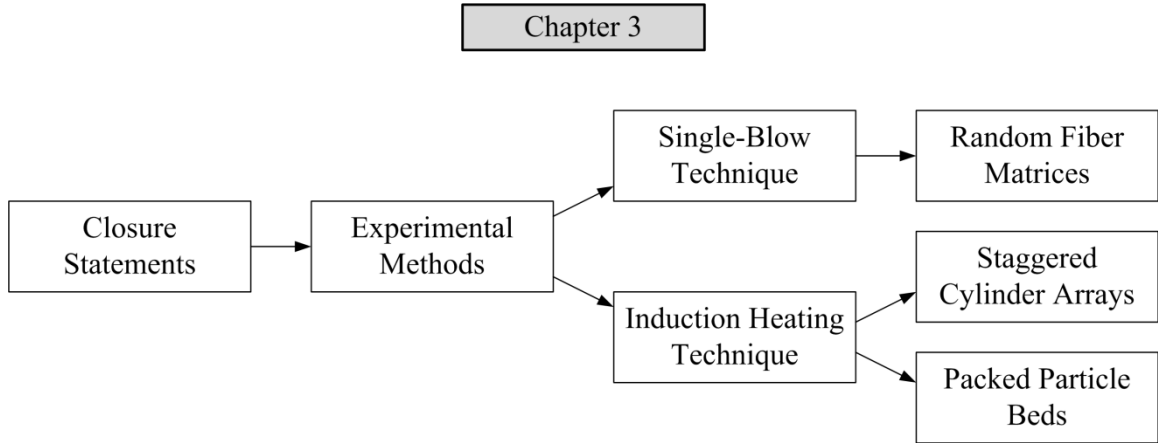 Chapter 3
Closure
Statements
Experimental
Methods
Single-Blow
Technique
Random Fiber
Matrices
Induction Heating
Technique
Staggered
Cylinder Arrays
Packed Particle
Beds